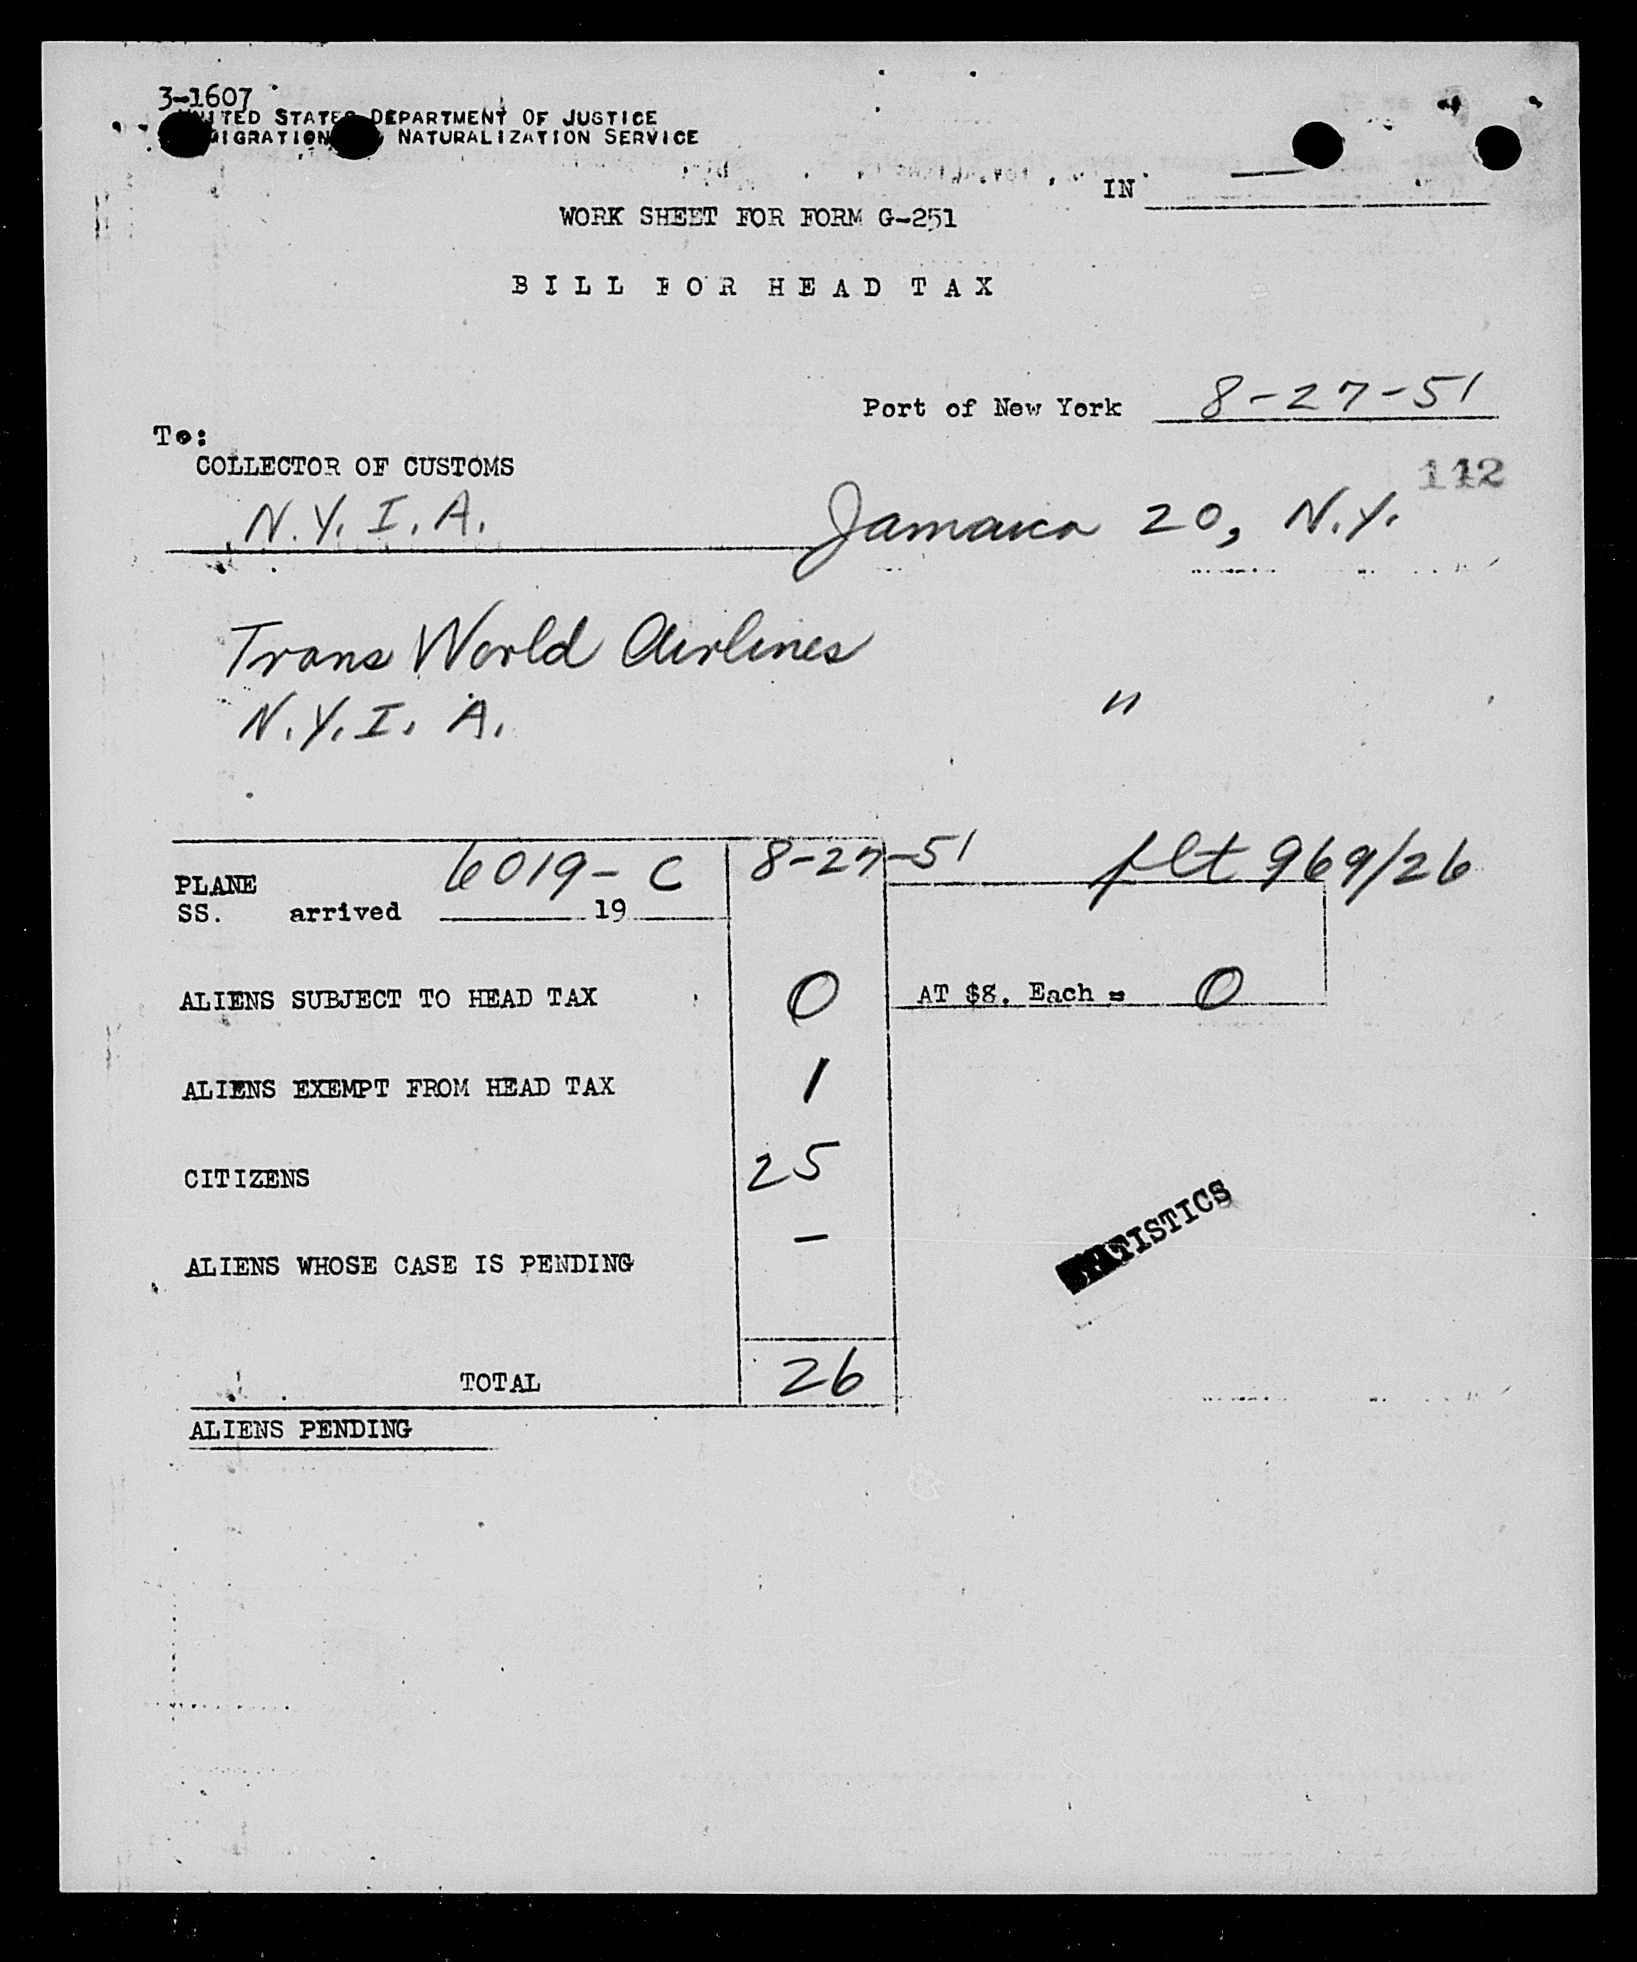 3-1607
UNITED STATES DEPARTMENT OF JUSTICE
IMMIGRATION NATURALIZATION SERVICE
IN
WORK SHEET FOR FORM G-251
BILL FOR HEAD TAX
Port of New York 8-27-51
To:
COLLECTOR OF CUSTOMS
112
N.Y.I.A. Jamaica 20, N.Y.
Trans World Airlines
N.Y.I.A. "
6019-C 8-27-51 flt 969/26
PLANE
SS. arrived 19
ALIENS SUBJECT TO HEAD TAX 0 AT $8. Each = 0
ALIENS EXEMPT FROM HEAD TAX 1
CITIZENS 25
ALIENS WHOSE CASE IS PENDING -
TOTAL 26
ALIENS PENDING
STATISTICS